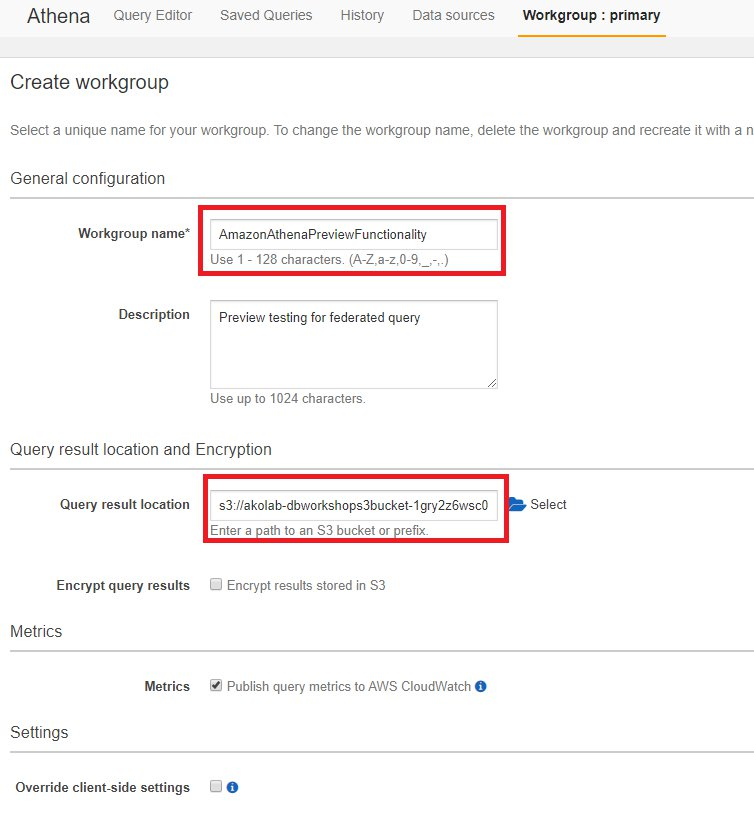 Athena Query Editor Saved Queries History Data sources Workgroup : primary
Create workgroup
Select a unique name for your workgroup. To change the workgroup name, delete the workgroup and recreate it with a n
General configuration
Workgroup name* AmazonAthenaPreviewFunctionality
Use 1 - 128 characters. (A-Z,a-z,0-9,_,-,.)
Description Preview testing for federated query
Use up to 1024 characters.
Query result location and Encryption
Query result location s3://akolab-dbworkshops3bucket-1gry2z6wsc0 Select
Enter a path to an S3 bucket or prefix.
Encrypt query results Encrypt results stored in S3
Metrics
Metrics Publish query metrics to AWS CloudWatch
Settings
Override client-side settings